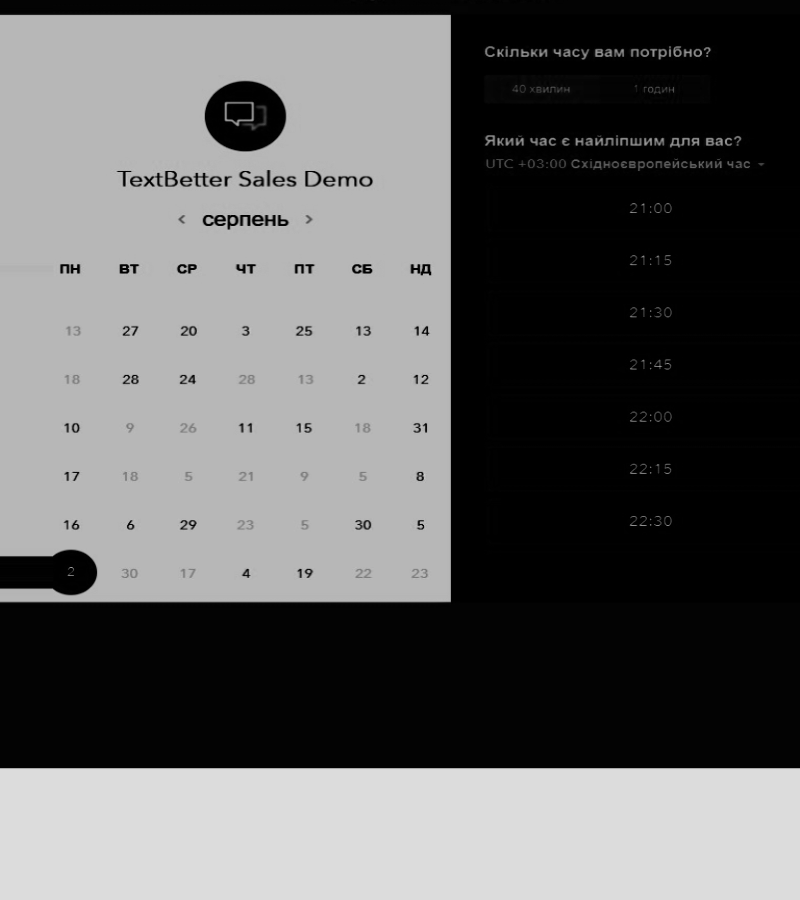 TextBetter Sales Demo
< серпень >
ПН ВТ СР ЧТ ПТ СБ НД
13 27 20 3 25 13 14
18 28 24 28 13 2 12
10 9 26 11 15 18 31
17 18 5 21 9 5 8
16 6 29 23 5 30 5
2 30 17 4 19 22 23
Скільки часу вам потрібно?
40 хвилин 1 годин
Який час є найліпшим для вас?
UTC +03:00 Східноєвропейський час
21:00
21:15
21:30
21:45
22:00
22:15
22:30